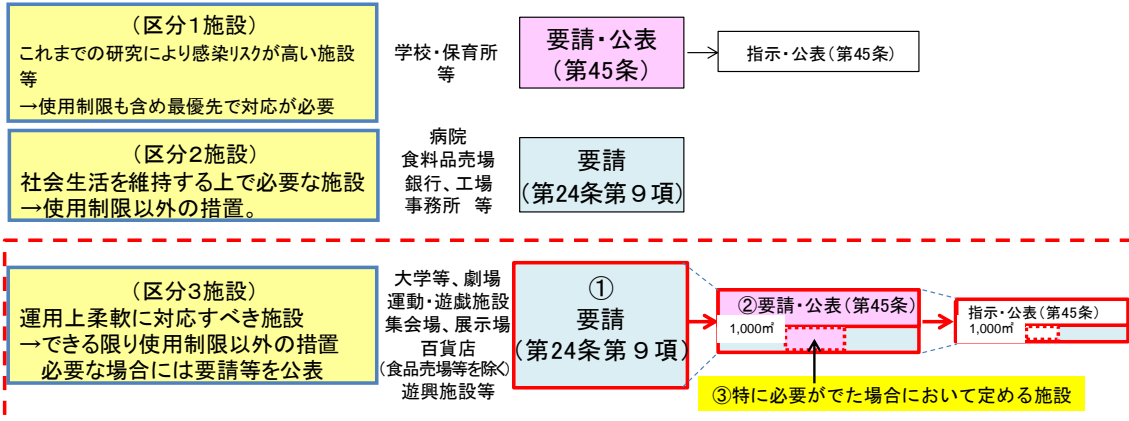 （区分１施設）
これまでの研究により感染リスクが高い施設
等
→使用制限も含め最優先で対応が必要
学校・保育所
等
要請・公表
（第45条）
指示・公表（第45条）
（区分２施設）
社会生活を維持する上で必要な施設
→使用制限以外の措置。
病院
食料品売場
銀行、工場
事務所　等
要請
（第24条第９項）
（区分３施設）
運用上柔軟に対応すべき施設
→できる限り使用制限以外の措置
必要な場合には要請等を公表
大学等、劇場
運動・遊戯施設
集会場、展示場
百貨店
（食品売場等を除く）
遊興施設等
①
要請
（第24条第９項）
②要請・公表（第45条）
1,000㎡
指示・公表（第45条）
1,000㎡
③特に必要がでた場合において定める施設